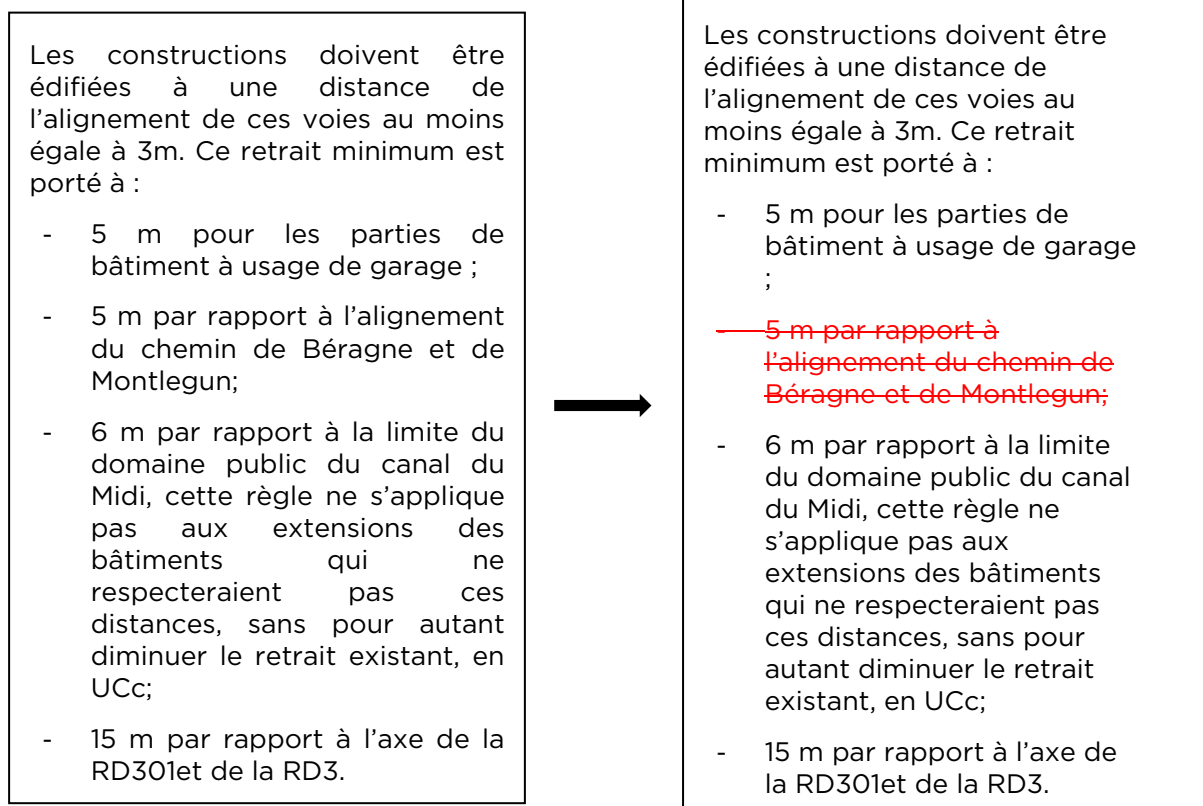 Les constructions doivent être
édifiées à une distance de
l’alignement de ces voies au moins
égale à 3m. Ce retrait minimum est
porté à :
- 5 m pour les parties de
bâtiment à usage de garage ;
- 5 m par rapport à l’alignement
du chemin de Béragne et de
Montlegun;
- 6 m par rapport à la limite du
domaine public du canal du
Midi, cette règle ne s’applique
pas aux extensions des
bâtiments qui ne
respecteraient pas ces
distances, sans pour autant
diminuer le retrait existant, en
UCc;
- 15 m par rapport à l’axe de la
RD301et de la RD3.
Les constructions doivent être
édifiées à une distance de
l’alignement de ces voies au
moins égale à 3m. Ce retrait
minimum est porté à :
- 5 m pour les parties de
bâtiment à usage de garage
;
- 5 m par rapport à
l’alignement du chemin de
Béragne et de Montlegun;
- 6 m par rapport à la limite
du domaine public du canal
du Midi, cette règle ne
s’applique pas aux
extensions des bâtiments
qui ne respecteraient pas
ces distances, sans pour
autant diminuer le retrait
existant, en UCc;
- 15 m par rapport à l’axe de
la RD301et de la RD3.